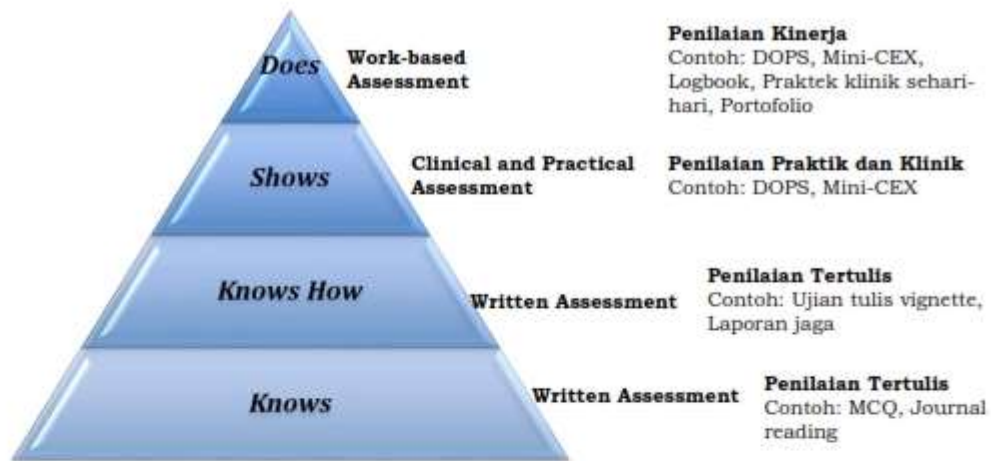 Does
Work-based
Assessment
Penilaian Kinerja
Contoh: DOPS, Mini-CEX,
Logbook, Praktek klinik sehari-
hari, Portofolio
Shows
Clinical and Practical
Assessment
Penilaian Praktik dan Klinik
Contoh: DOPS, Mini-CEX
Knows How
Written Assessment
Penilaian Tertulis
Contoh: Ujian tulis vignette,
Laporan jaga
Knows
Written Assessment
Penilaian Tertulis
Contoh: MCQ, Journal
reading